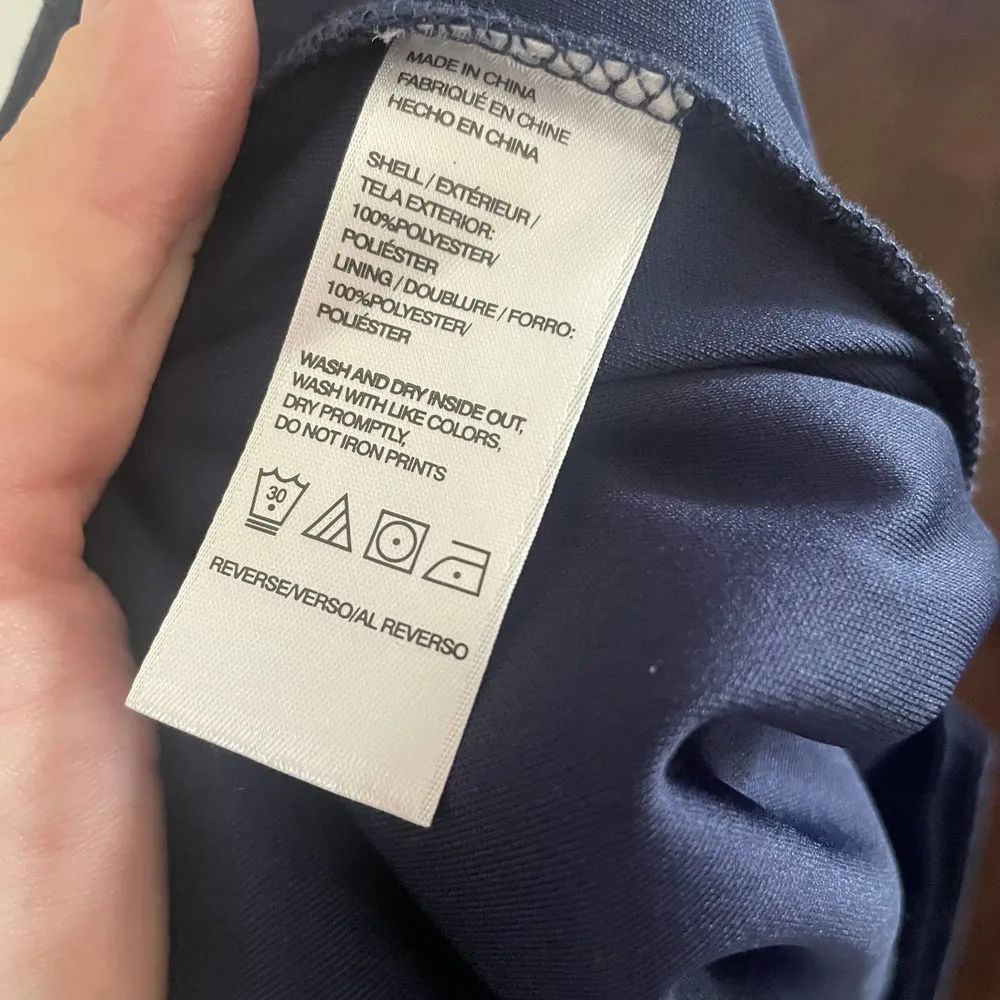 MADE IN CHINA
FABRIQUÉ EN CHINE
HECHO EN CHINA
SHELL / EXTÉRIEUR /
TELA EXTERIOR:
100%POLYESTER/
POLIÉSTER
LINING / DOUBLURE / FORRO:
100%POLYESTER/
POLIÉSTER
WASH AND DRY INSIDE OUT,
WASH WITH LIKE COLORS,
DRY PROMPTLY,
DO NOT IRON PRINTS
30
REVERSE/VERSO/AL REVERSO